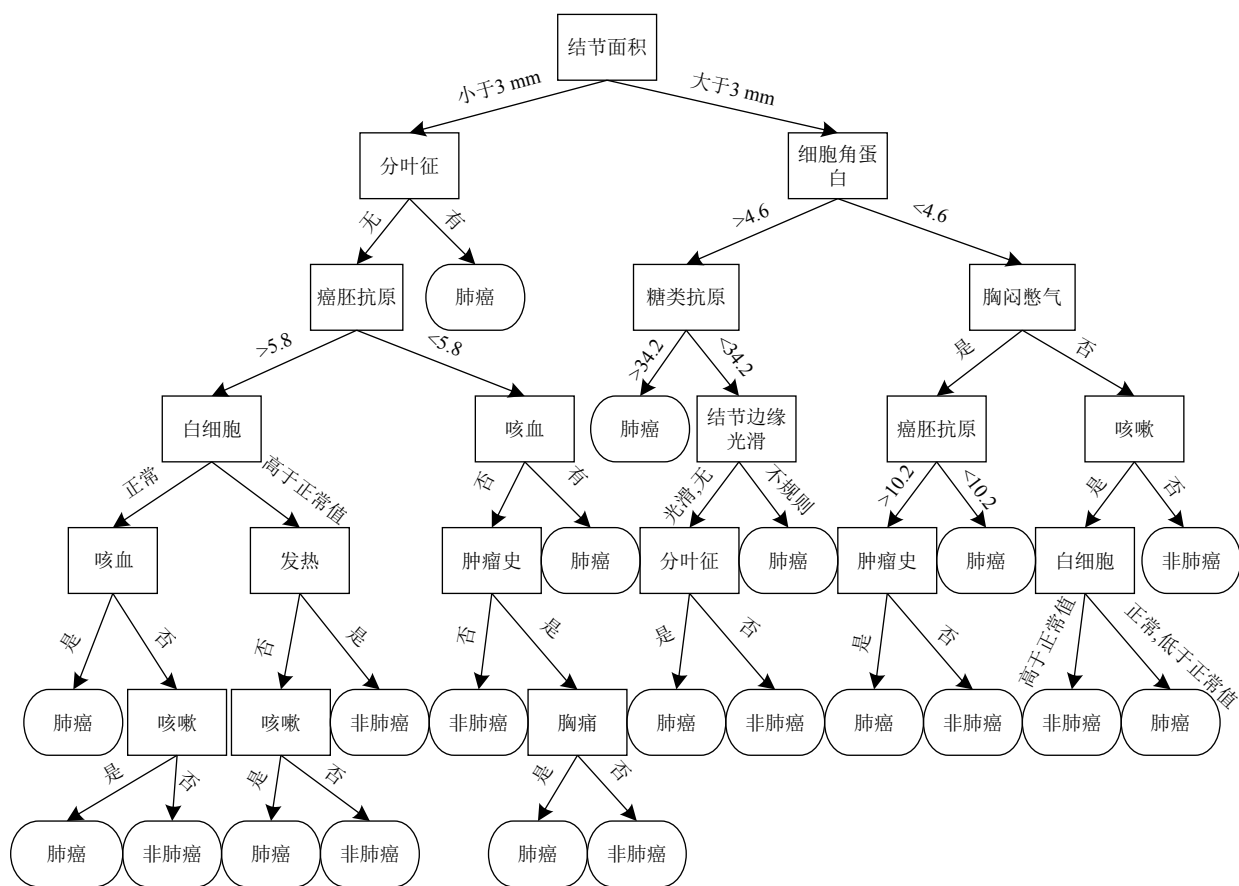 结节面积
小于3 mm
大于3 mm
分叶征
细胞角蛋
白
无
有
>4.6
<4.6
癌胚抗原
肺癌
糖类抗原
胸闷憋气
>5.8
<5.8
>34.2
<34.2
是
否
白细胞
咳血
肺癌
结节边缘
光滑
癌胚抗原
咳嗽
正常
高于正常值
否
有
光滑,无
不规则
>10.2
<10.2
是
否
咳血
发热
肿瘤史
肺癌
分叶征
肺癌
肿瘤史
肺癌
白细胞
非肺癌
是
否
否
是
否
是
是
否
是
否
高于正常值
正常,低于正常值
肺癌
咳嗽
咳嗽
非肺癌
非肺癌
胸痛
肺癌
非肺癌
肺癌
非肺癌
非肺癌
肺癌
是
否
是
否
是
否
肺癌
非肺癌
肺癌
非肺癌
肺癌
非肺癌